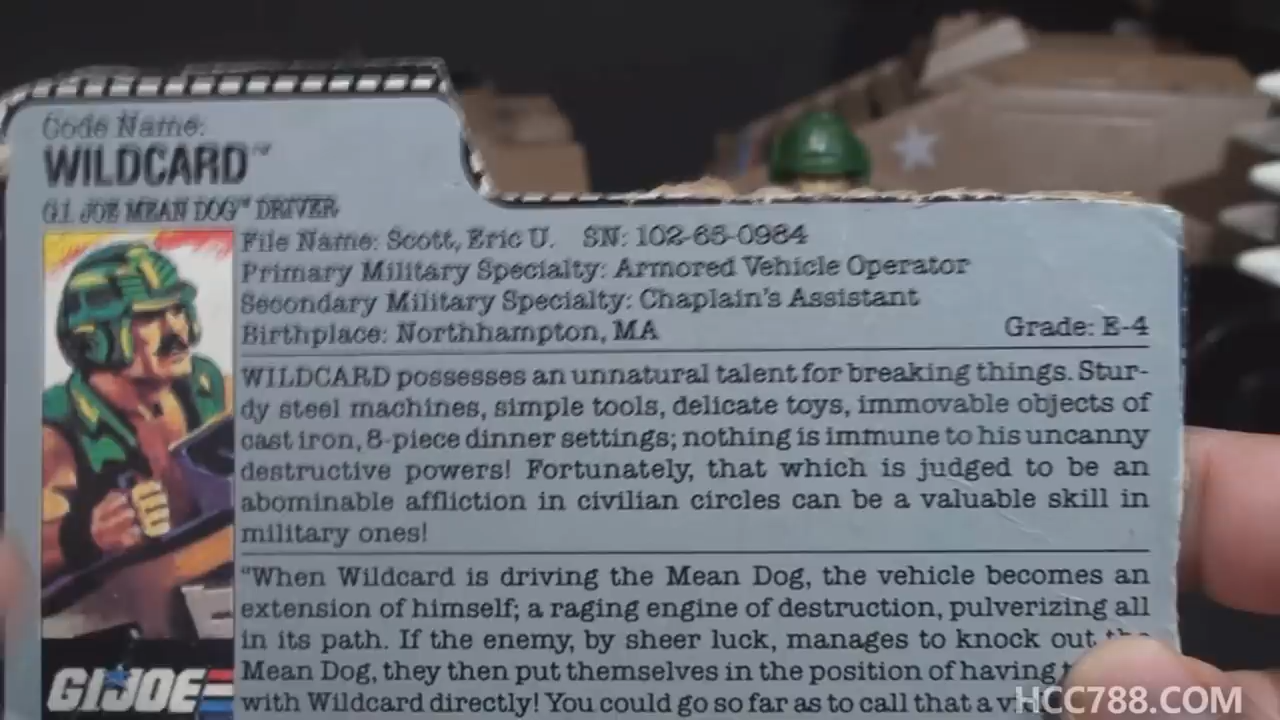 Code Name:
WILDCARD™
G.I. JOE MEAN DOG™ DRIVER
File Name: Scott, Eric U. SN: 102-65-0984
Primary Military Specialty: Armored Vehicle Operator
Secondary Military Specialty: Chaplain's Assistant
Birthplace: Northhampton, MA Grade: E-4
WILDCARD possesses an unnatural talent for breaking things. Stur-
dy steel machines, simple tools, delicate toys, immovable objects of
cast iron, 8-piece dinner settings; nothing is immune to his uncanny
destructive powers! Fortunately, that which is judged to be an
abominable affliction in civilian circles can be a valuable skill in
military ones!
"When Wildcard is driving the Mean Dog, the vehicle becomes an
extension of himself; a raging engine of destruction, pulverizing all
in its path. If the enemy, by sheer luck, manages to knock out
Mean Dog, they then put themselves in the position of having
with Wildcard directly! You could go so far as to call that a
GI JOE
HCC788.COM